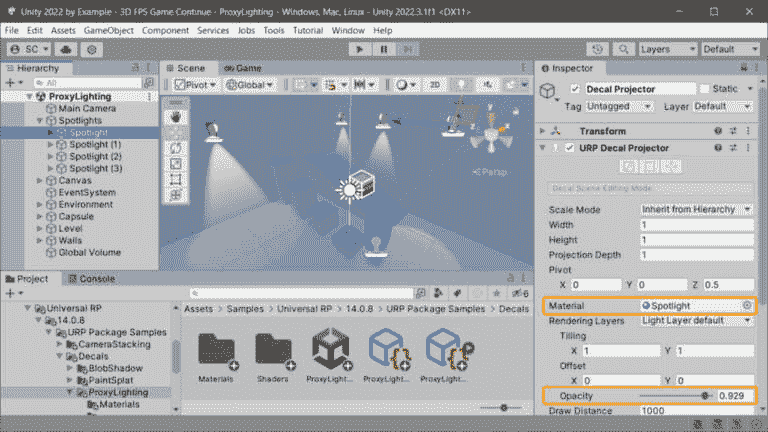 Unity 2022 by Example - 3D FPS Game Continue - ProxyLighting - Windows, Mac, Linux - Unity 2022.3.1f1 <DX11>
File Edit Assets GameObject Component Services Jobs Tools Tutorial Window Help
SC Layers Default
Hierarchy
All
ProxyLighting
Main Camera
Spotlights
Spotlight
Spotlight (1)
Spotlight (2)
Spotlight (3)
Canvas
EventSystem
Environment
Capsule
Level
Walls
Global Volume
Scene Game
Pivot Global 2D
Persp
Project Console
6
Universal RP
14.0.8
URP Package Samples
CameraStacking
Decals
BlobShadow
PaintSplat
ProxyLighting
Materials
Assets > Samples > Universal RP > 14.0.8 > URP Package Samples > Decals
Materials Shaders ProxyLight... ProxyLight... ProxyLight...
Inspector
Decal Projector Static
Tag Untagged Layer Default
Transform
URP Decal Projector
Decal Scene Editing Mode:
Scale Mode Inherit from Hierarchy
Width 1
Height 1
Projection Depth 1
Pivot
X 0 Y 0 Z 0.5
Material Spotlight
Rendering Layers Light Layer default
Tilling
X 1 Y 1
Offset
X 0 Y 0
Opacity 0.929
Draw Distance 1000